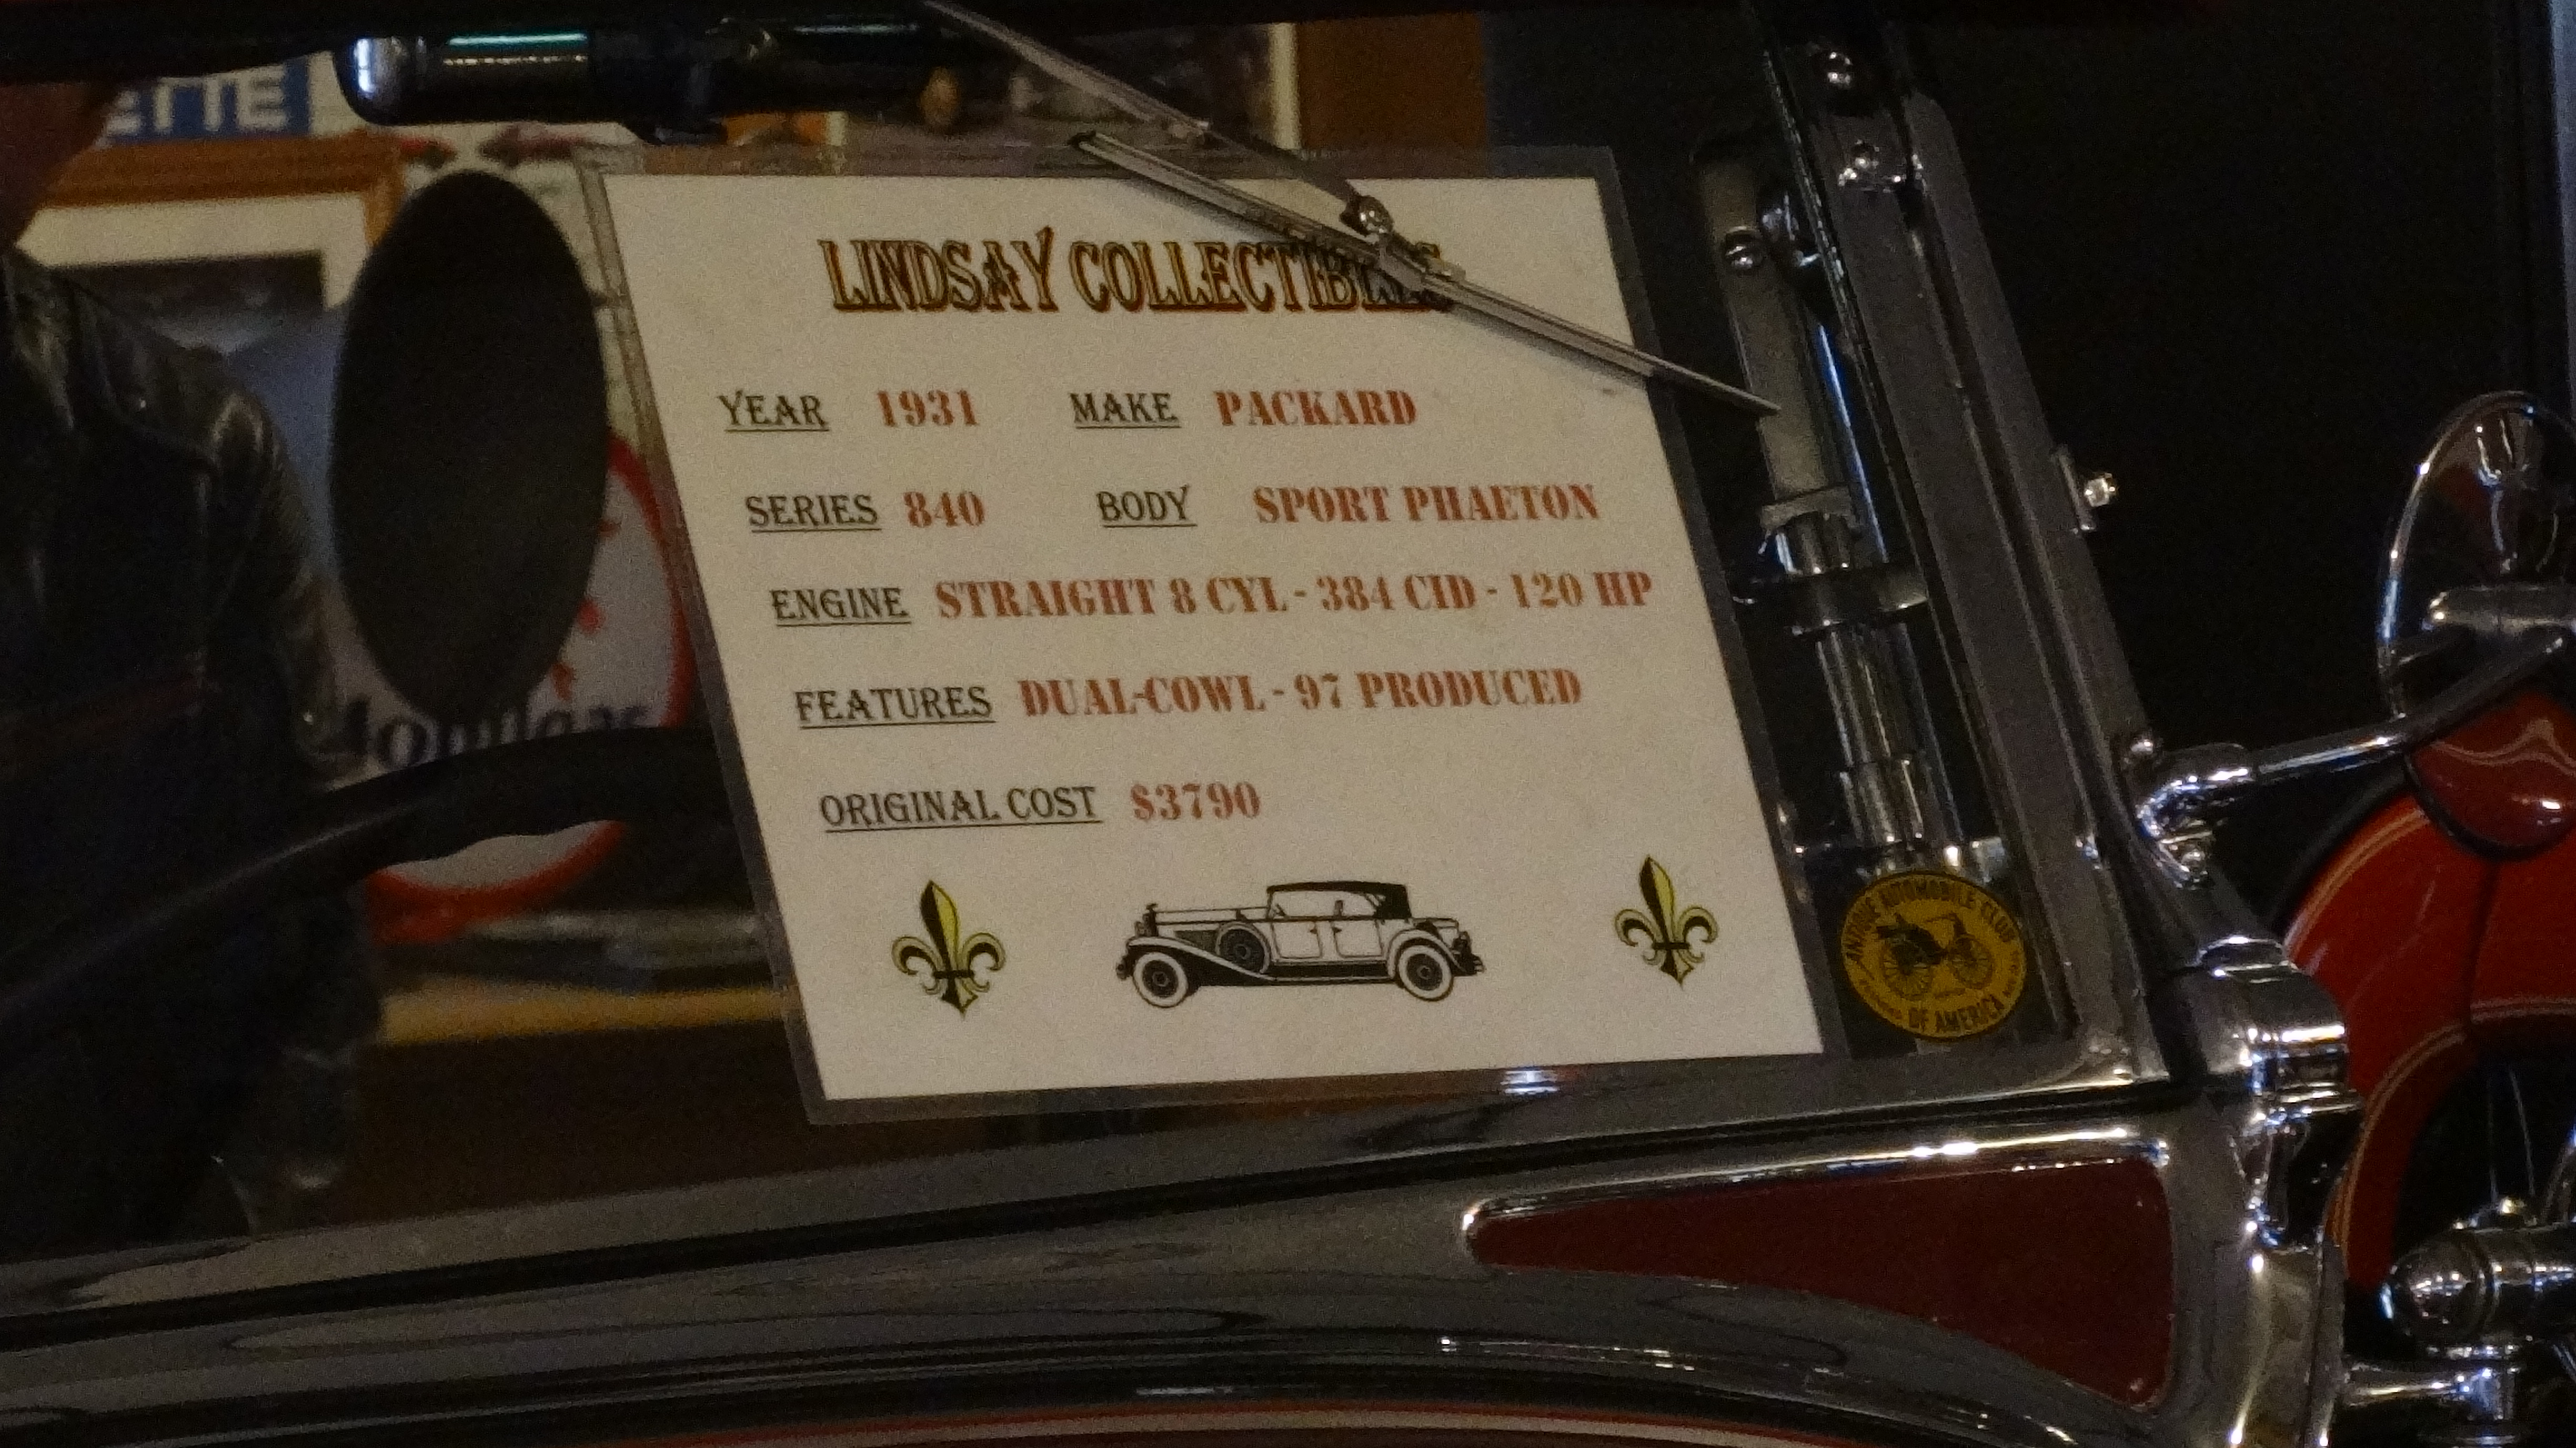 ETTE
LINDSAY COLLECTIBLES
YEAR 1931 MAKE PACKARD
SERIES 840 BODY SPORT PHAETON
ENGINE STRAIGHT 8 CYL - 384 CID - 120 HP
FEATURES DUAL-COWL - 97 PRODUCED
ORIGINAL COST $3790
ANTIQUE AUTOMOBILE CLUB
OF AMERICA